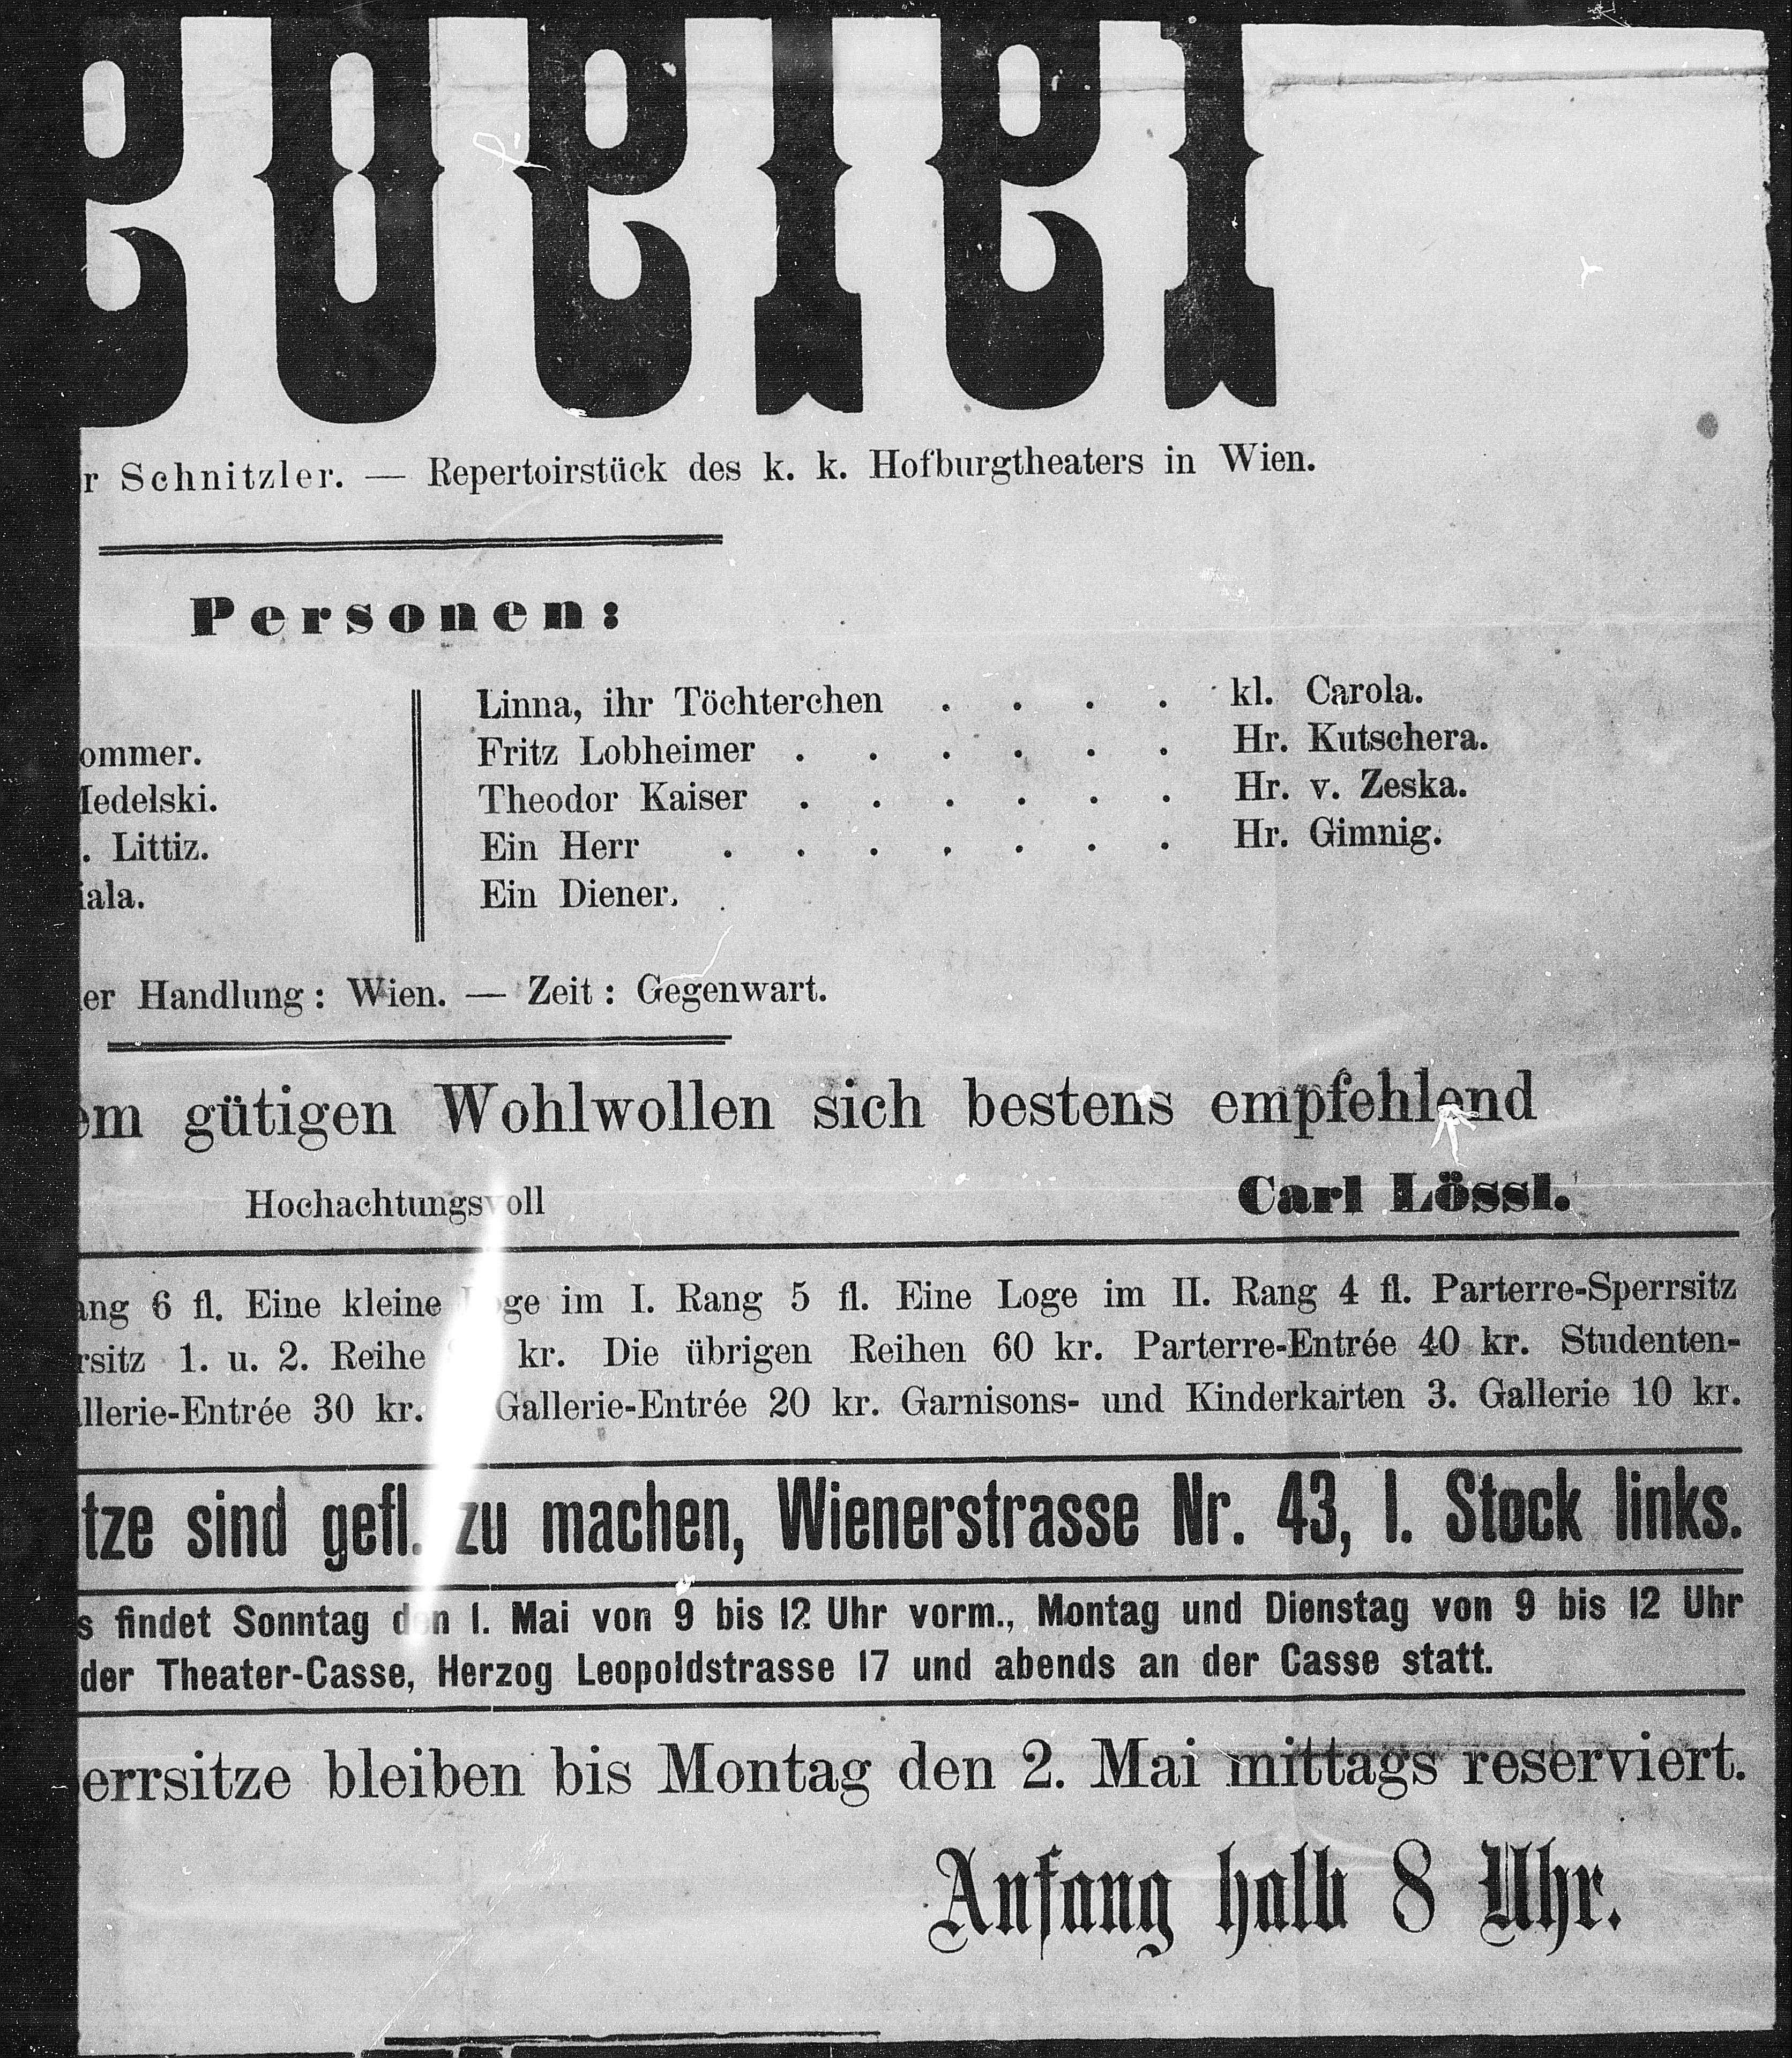 r Schnitzler. — Repertoirstück des k. k. Hofburgtheaters in Wien.
Personen:
ommer.
Medelski.
. Littiz.
iala.
Linna, ihr Töchterchen . . . . kl. Carola.
Fritz Lobheimer . . . . . . Hr. Kutschera.
Theodor Kaiser . . . . . . Hr. v. Zeska.
Ein Herr . . . . . . . Hr. Gimnig.
Ein Diener.
er Handlung: Wien. — Zeit: Gegenwart.
em gütigen Wohlwollen sich bestens empfehlend
Hochachtungsvoll Carl Lössl.
ang 6 fl. Eine kleine Loge im I. Rang 5 fl. Eine Loge im II. Rang 4 fl. Parterre-Sperrsitz
rsitz 1. u. 2. Reihe kr. Die übrigen Reihen 60 kr. Parterre-Entrée 40 kr. Studenten-
llerie-Entrée 30 kr. Gallerie-Entrée 20 kr. Garnisons- und Kinderkarten 3. Gallerie 10 kr.
tze sind gefl. zu machen, Wienerstrasse Nr. 43, I. Stock links.
s findet Sonntag den 1. Mai von 9 bis 12 Uhr vorm., Montag und Dienstag von 9 bis 12 Uhr
der Theater-Casse, Herzog Leopoldstrasse 17 und abends an der Casse statt.
errsitze bleiben bis Montag den 2. Mai mittags reserviert.
Anfang halb 8 Uhr.